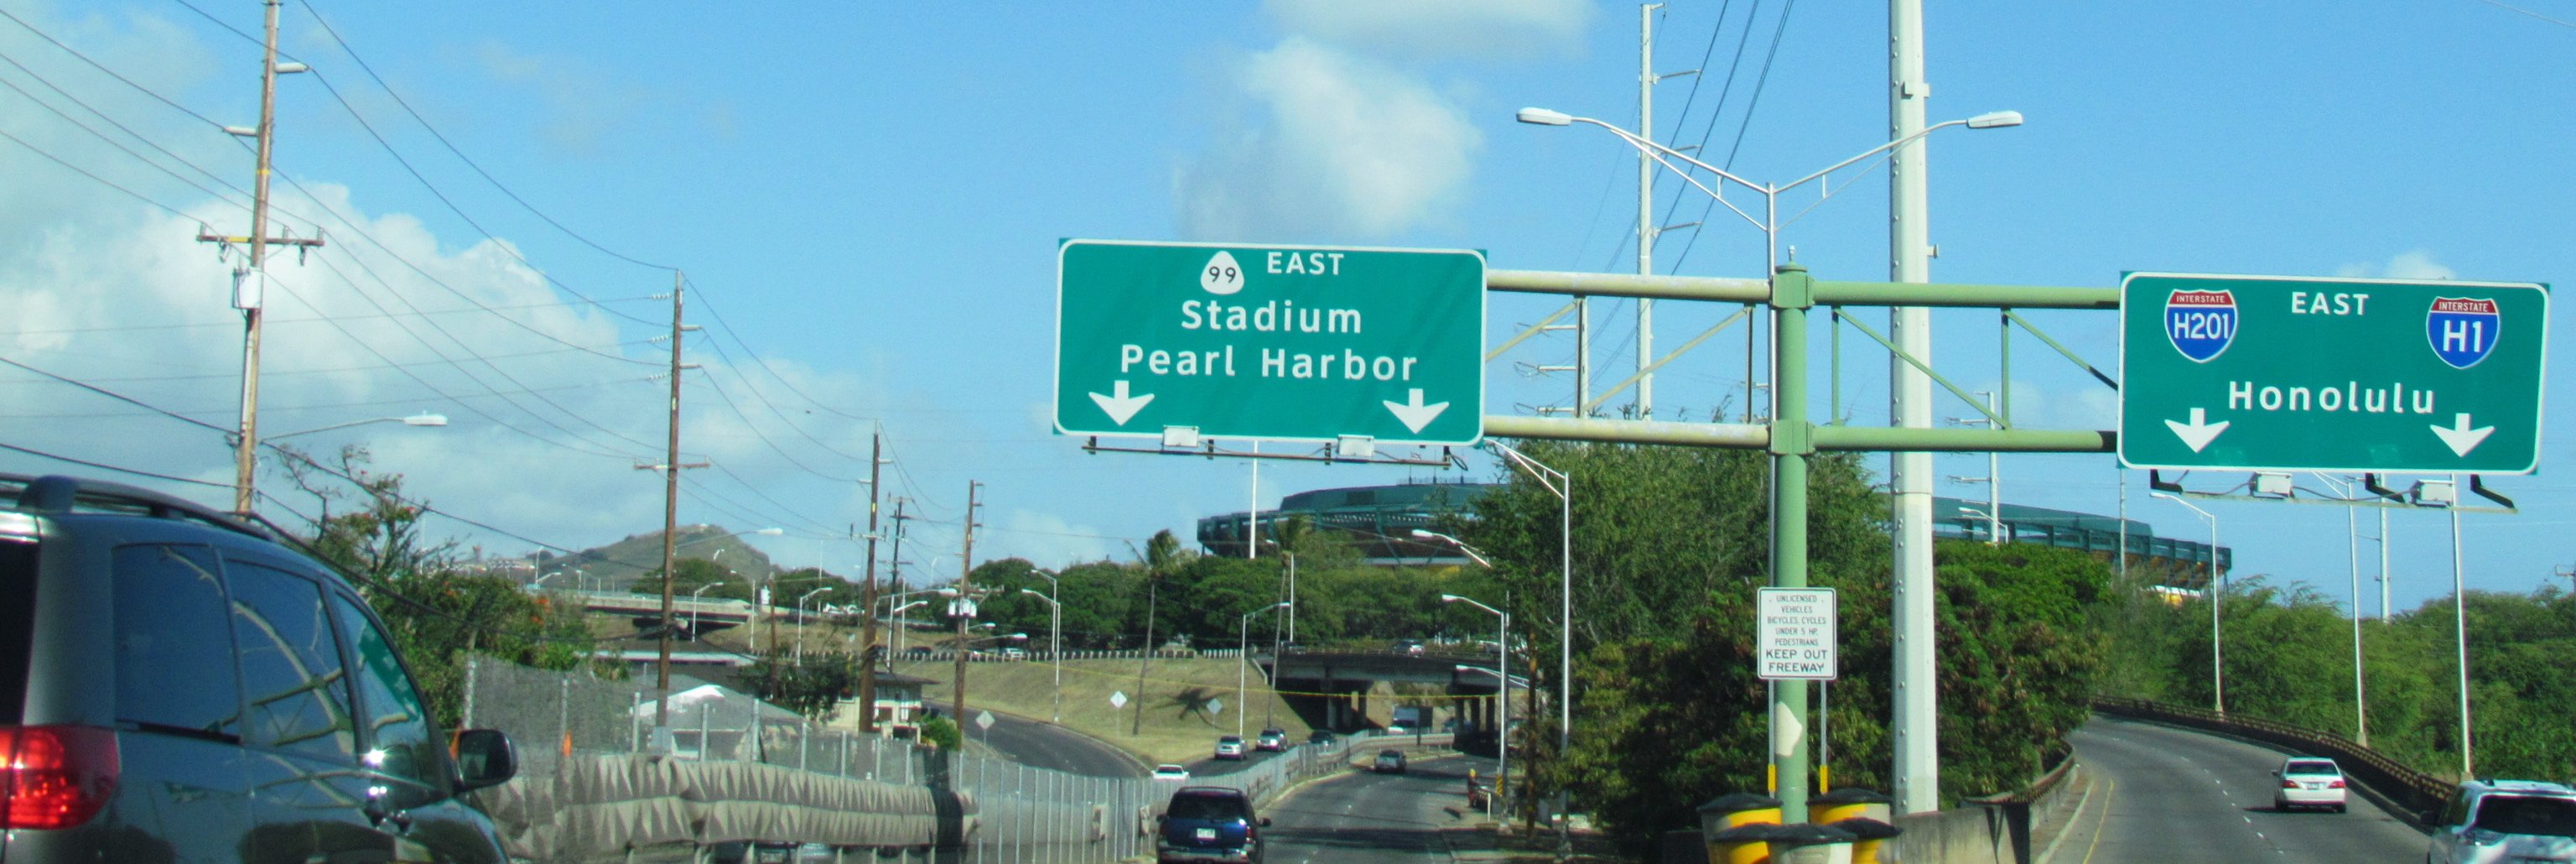 99 EAST
Stadium
Pearl Harbor
INTERSTATE H201 EAST INTERSTATE H1
Honolulu
UNLICENSED
VEHICLES
BICYCLES, CYCLES
UNDER 5 HP.
PEDESTRIANS
KEEP OUT
FREEWAY